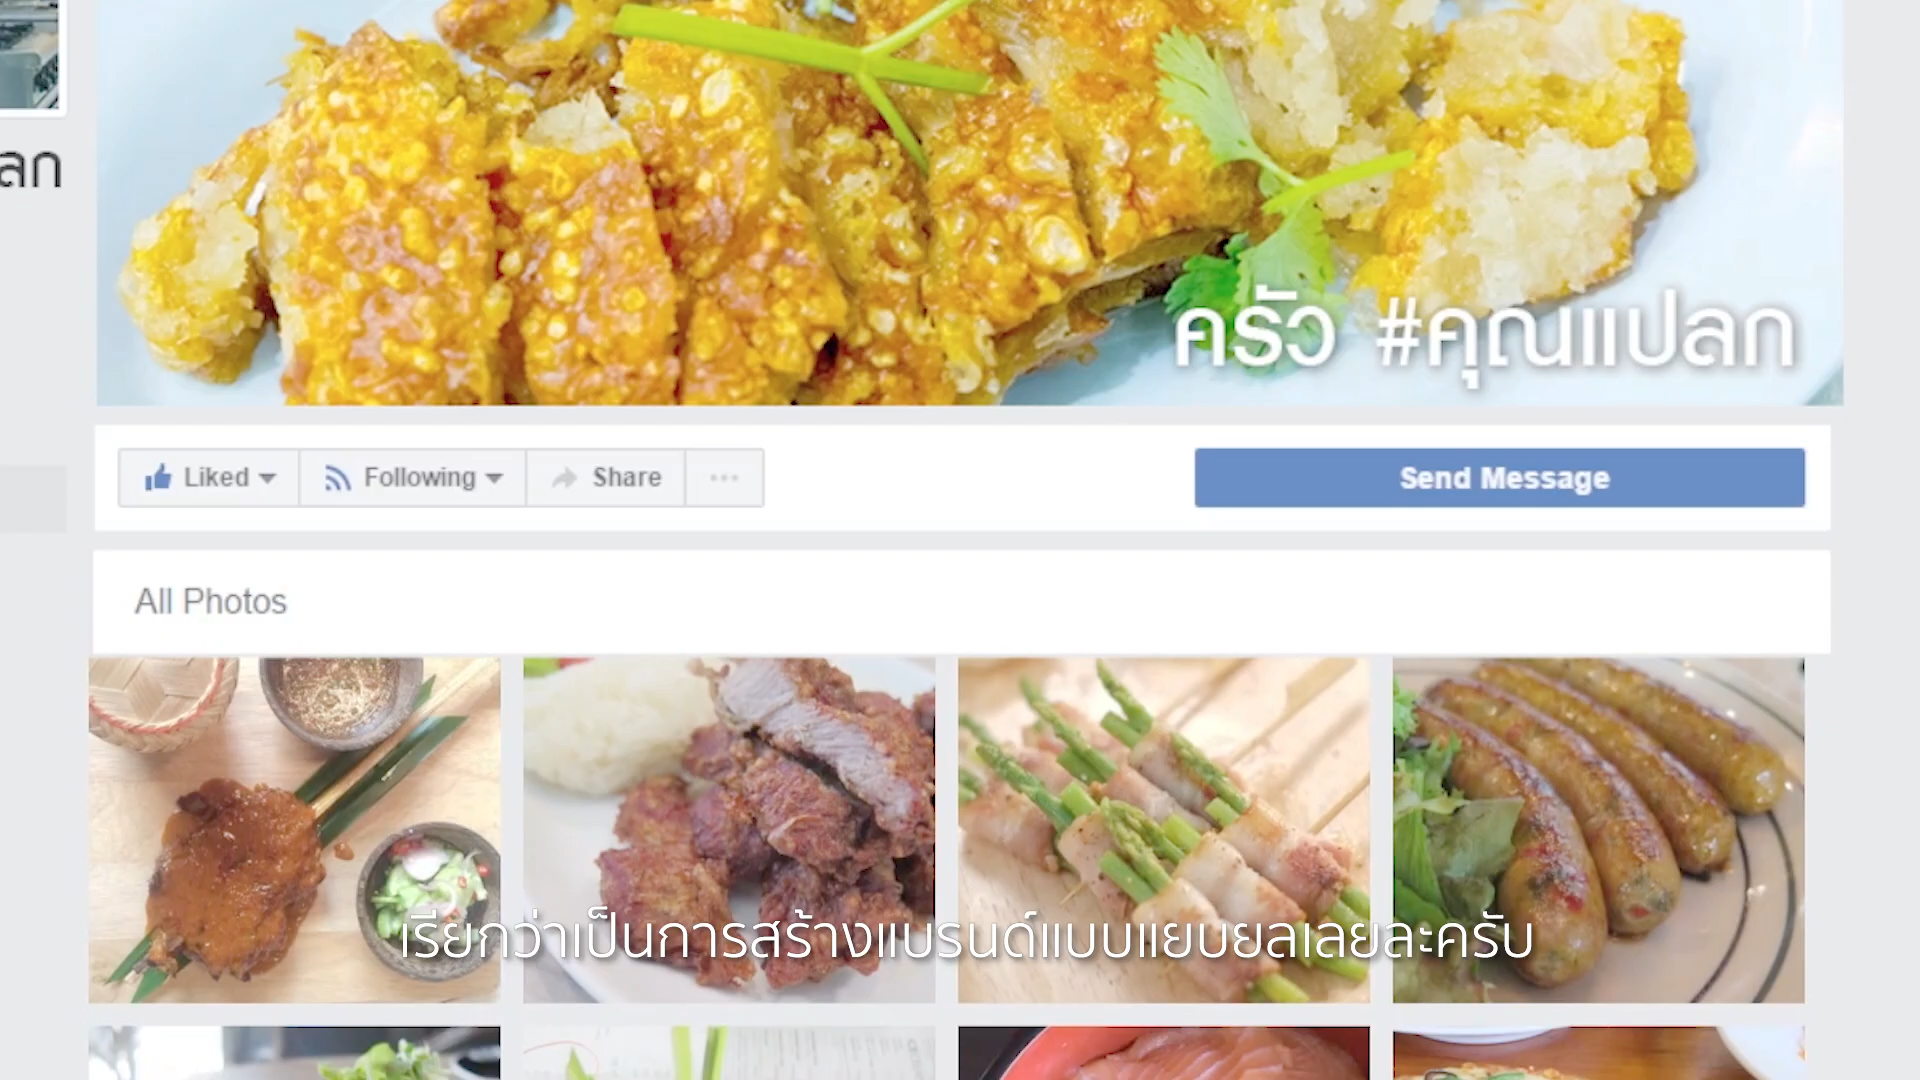 ลก
ครัว #คุณแปลก
Liked
Following
Share
Send Message
All Photos
เรียกว่าเป็นการสร้างแบรนด์แบบแยบยลเลยละครับ